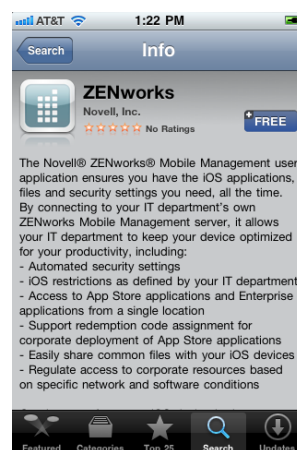 AT&T 1:22 PM
Search Info
ZENworks
Novell, Inc.
No Ratings
FREE
The Novell® ZENworks® Mobile Management user
application ensures you have the iOS applications,
files and security settings you need, all the time.
By connecting to your IT department's own
ZENworks Mobile Management server, it allows
your IT department to keep your device optimized
for your productivity, including:
- Automated security settings
- iOS restrictions as defined by your IT department
- Access to App Store applications and Enterprise
applications from a single location
- Support redemption code assignment for
corporate deployment of App Store applications
- Easily share common files with your iOS devices
- Regulate access to corporate resources based
on specific network and software conditions
Featured Categories Top 25 Search Updates